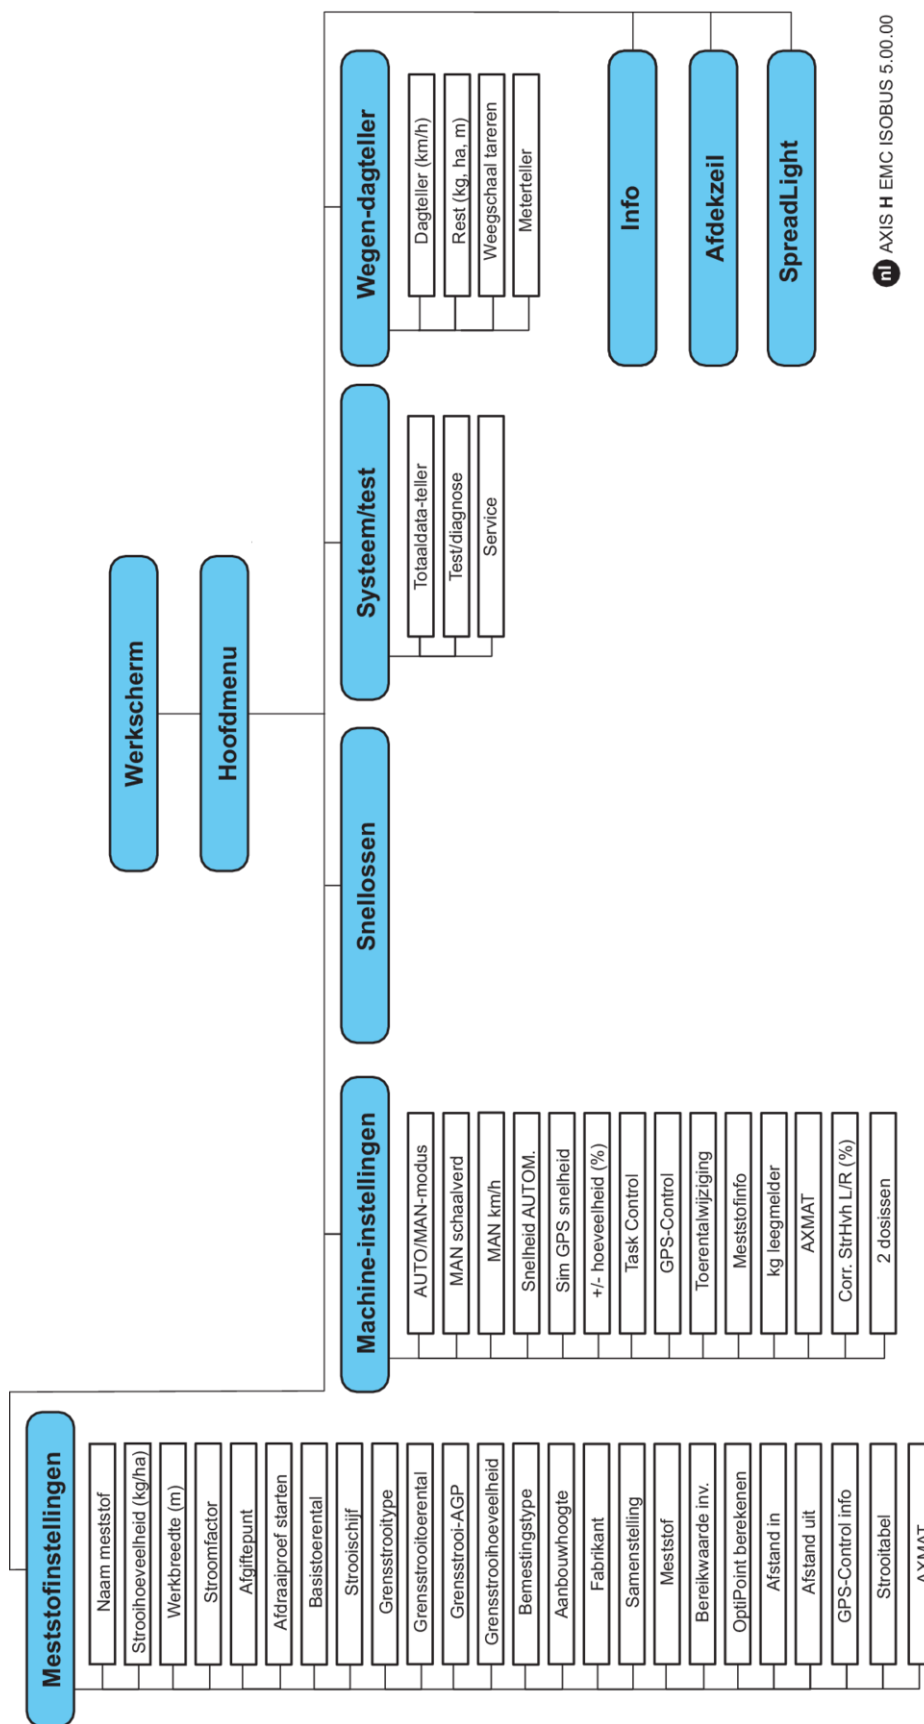 Werkscherm
Hoofdmenu
Meststofinstellingen
Naam meststof
Strooihoeveelheid (kg/ha)
Werkbreedte (m)
Stroomfactor
Afgiftepunt
Afdraaiproef starten
Basistoerental
Strooischijf
Grensstrooitype
Grensstrooitoerental
Grensstrooi-AGP
Grensstrooihoeveelheid
Bemestingstype
Aanbouwhoogte
Fabrikant
Samenstelling
Meststof
Bereikwaarde inv.
OptiPoint berekenen
Afstand in
Afstand uit
GPS-Control info
Strooitabel
AXMAT
Machine-instellingen
AUTO/MAN-modus
MAN schaalverd
MAN km/h
Snelheid AUTOM.
Sim GPS snelheid
+/- hoeveelheid (%)
Task Control
GPS-Control
Toerentalwijziging
Meststofinfo
kg leegmelder
AXMAT
Corr. StrHvh L/R (%)
2 dosissen
Snellossen
Systeem/test
Totaaldata-teller
Test/diagnose
Service
Wegen-dagteller
Dagteller (km/h)
Rest (kg, ha, m)
Weegschaal tareren
Meterteller
Info
Afdekzeil
SpreadLight
nl AXIS H EMC ISOBUS 5.00.00